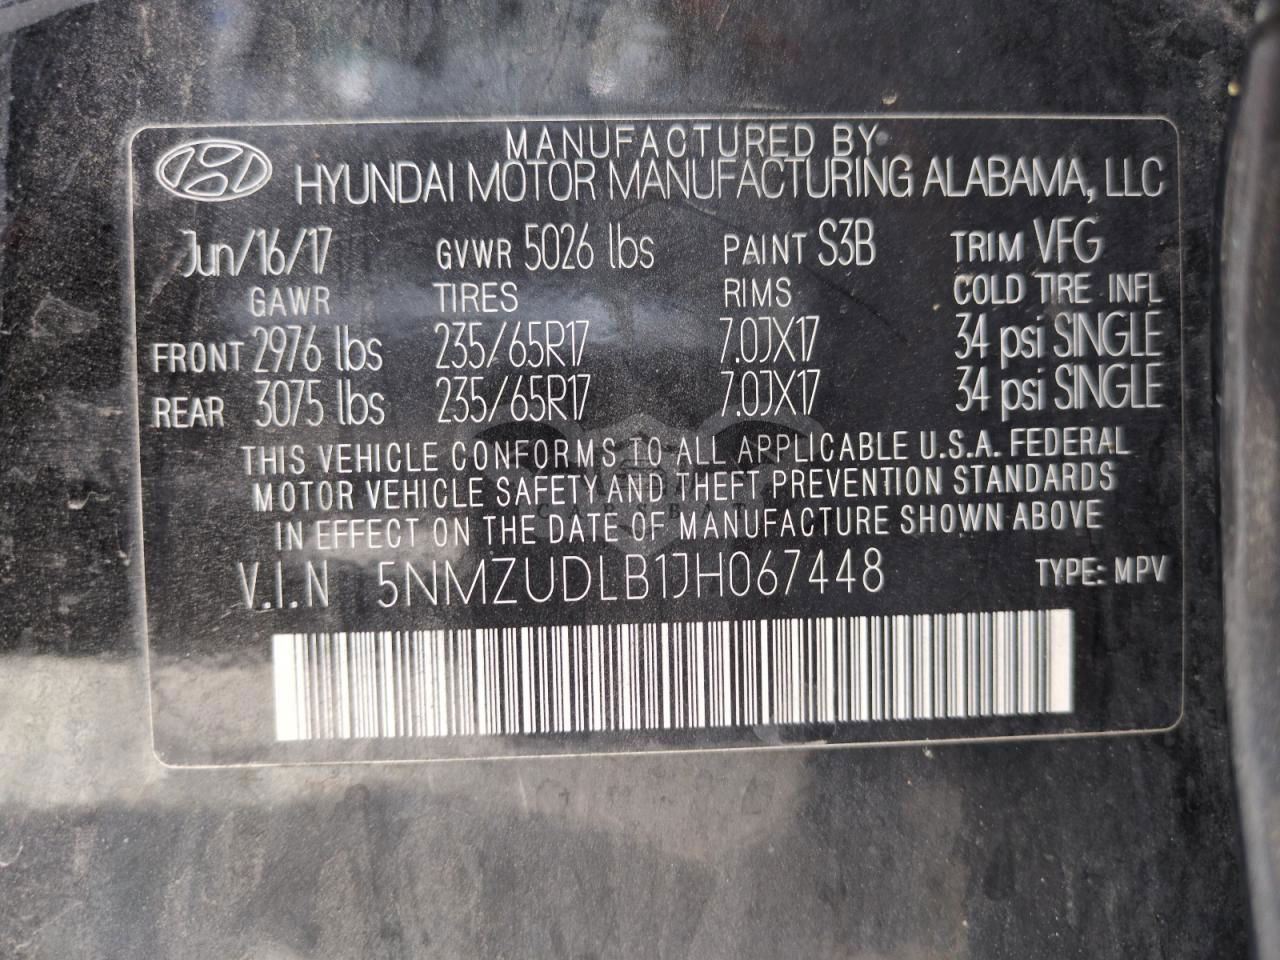 MANUFACTURED BY
HYUNDAI MOTOR MANUFACTURING ALABAMA, LLC
Jun/16/17 GVWR 5026 lbs PAINT S3B TRIM VFG
GAWR TIRES RIMS COLD TIRE INFL
FRONT 2976 lbs 235/65R17 7.0JX17 34 psi SINGLE
REAR 3075 lbs 235/65R17 7.0JX17 34 psi SINGLE
THIS VEHICLE CONFORMS TO ALL APPLICABLE U.S.A. FEDERAL
MOTOR VEHICLE SAFETY AND THEFT PREVENTION STANDARDS
IN EFFECT ON THE DATE OF MANUFACTURE SHOWN ABOVE
V.I.N 5NMZUDLB1JH067448 TYPE: MPV